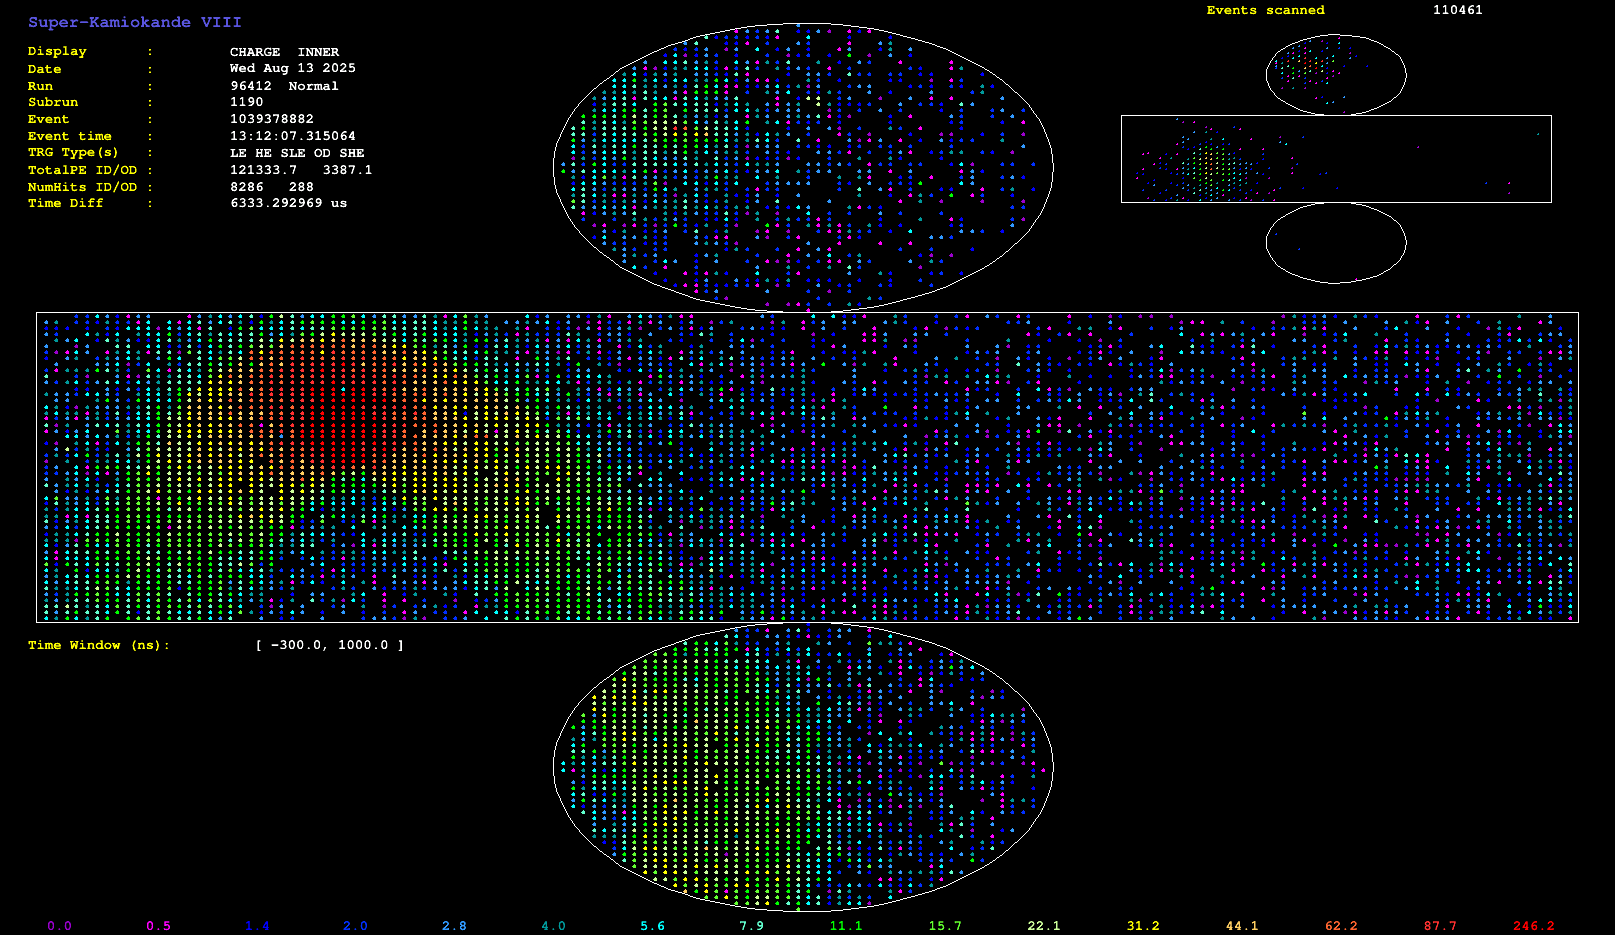 Super-Kamiokande VIII
Events scanned 110461
Display : CHARGE INNER
Date : Wed Aug 13 2025
Run : 96412 Normal
Subrun : 1190
Event : 1039378882
Event time : 13:12:07.315064
TRG Type(s) : LE HE SLE OD SHE
TotalPE ID/OD : 121333.7 3387.1
NumHits ID/OD : 8286 288
Time Diff : 6333.292969 us
Time Window (ns): [ -300.0, 1000.0 ]
0.0 0.5 1.4 2.0 2.8 4.0 5.6 7.9 11.1 15.7 22.1 31.2 44.1 62.2 87.7 246.2